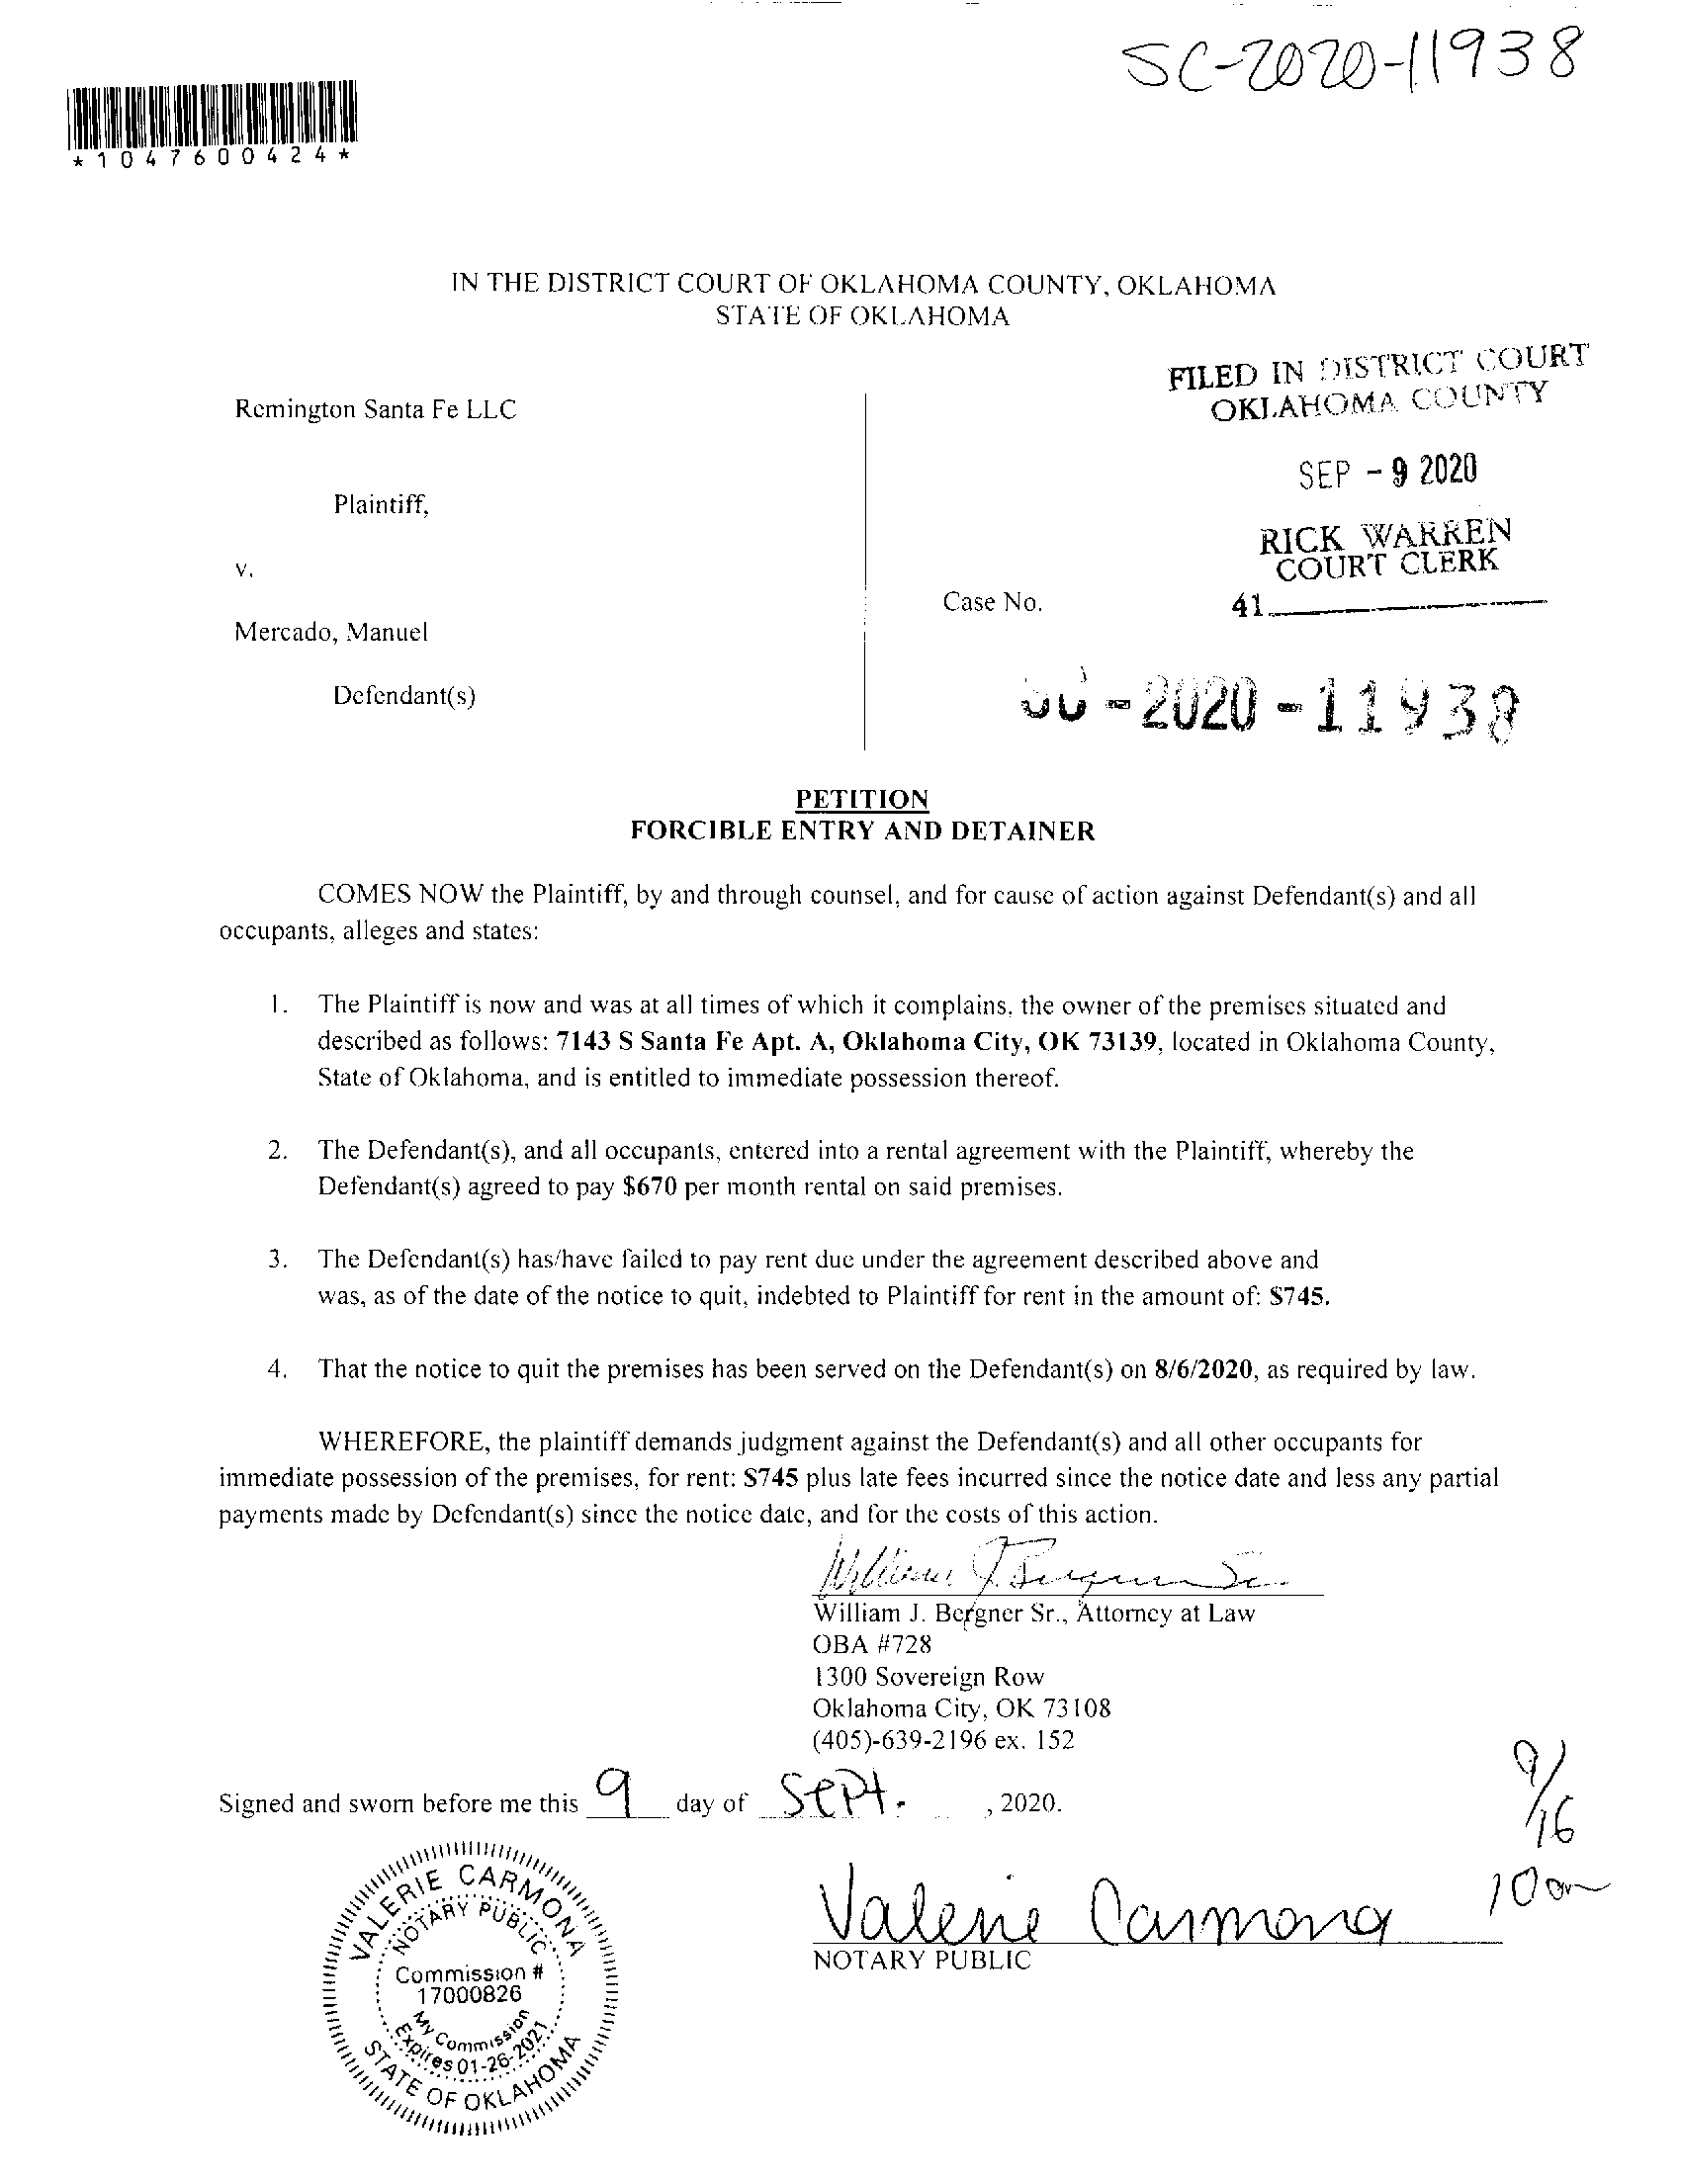 SC-2020-11938
*1047600424*
IN THE DISTRICT COURT OF OKLAHOMA COUNTY, OKLAHOMA
STATE OF OKLAHOMA
FILED IN DISTRICT COURT
OKLAHOMA COUNTY
Remington Santa Fe LLC
SEP - 9 2020
Plaintiff,
RICK WARREN
COURT CLERK
v.
Case No.
41
Mercado, Manuel
Defendant(s)
SC - 2020 - 11938
PETITION
FORCIBLE ENTRY AND DETAINER
COMES NOW the Plaintiff, by and through counsel, and for cause of action against Defendant(s) and all
occupants, alleges and states:
1. The Plaintiff is now and was at all times of which it complains, the owner of the premises situated and
described as follows: 7143 S Santa Fe Apt. A, Oklahoma City, OK 73139, located in Oklahoma County,
State of Oklahoma, and is entitled to immediate possession thereof.
2. The Defendant(s), and all occupants, entered into a rental agreement with the Plaintiff, whereby the
Defendant(s) agreed to pay $670 per month rental on said premises.
3. The Defendant(s) has/have failed to pay rent due under the agreement described above and
was, as of the date of the notice to quit, indebted to Plaintiff for rent in the amount of: $745.
4. That the notice to quit the premises has been served on the Defendant(s) on 8/6/2020, as required by law.
WHEREFORE, the plaintiff demands judgment against the Defendant(s) and all other occupants for
immediate possession of the premises, for rent: $745 plus late fees incurred since the notice date and less any partial
payments made by Defendant(s) since the notice date, and for the costs of this action.
William J. Bergner Sr.
William J. Bergner Sr., Attorney at Law
OBA #728
1300 Sovereign Row
Oklahoma City, OK 73108
(405)-639-2196 ex. 152
Signed and sworn before me this 9 day of Sept. , 2020.
9/16
10am
Valerie Carmona
NOTARY PUBLIC
VALERIE CARMONA
NOTARY PUBLIC
Commission #
17000826
My Commission
Expires 01-26-2021
STATE OF OKLAHOMA